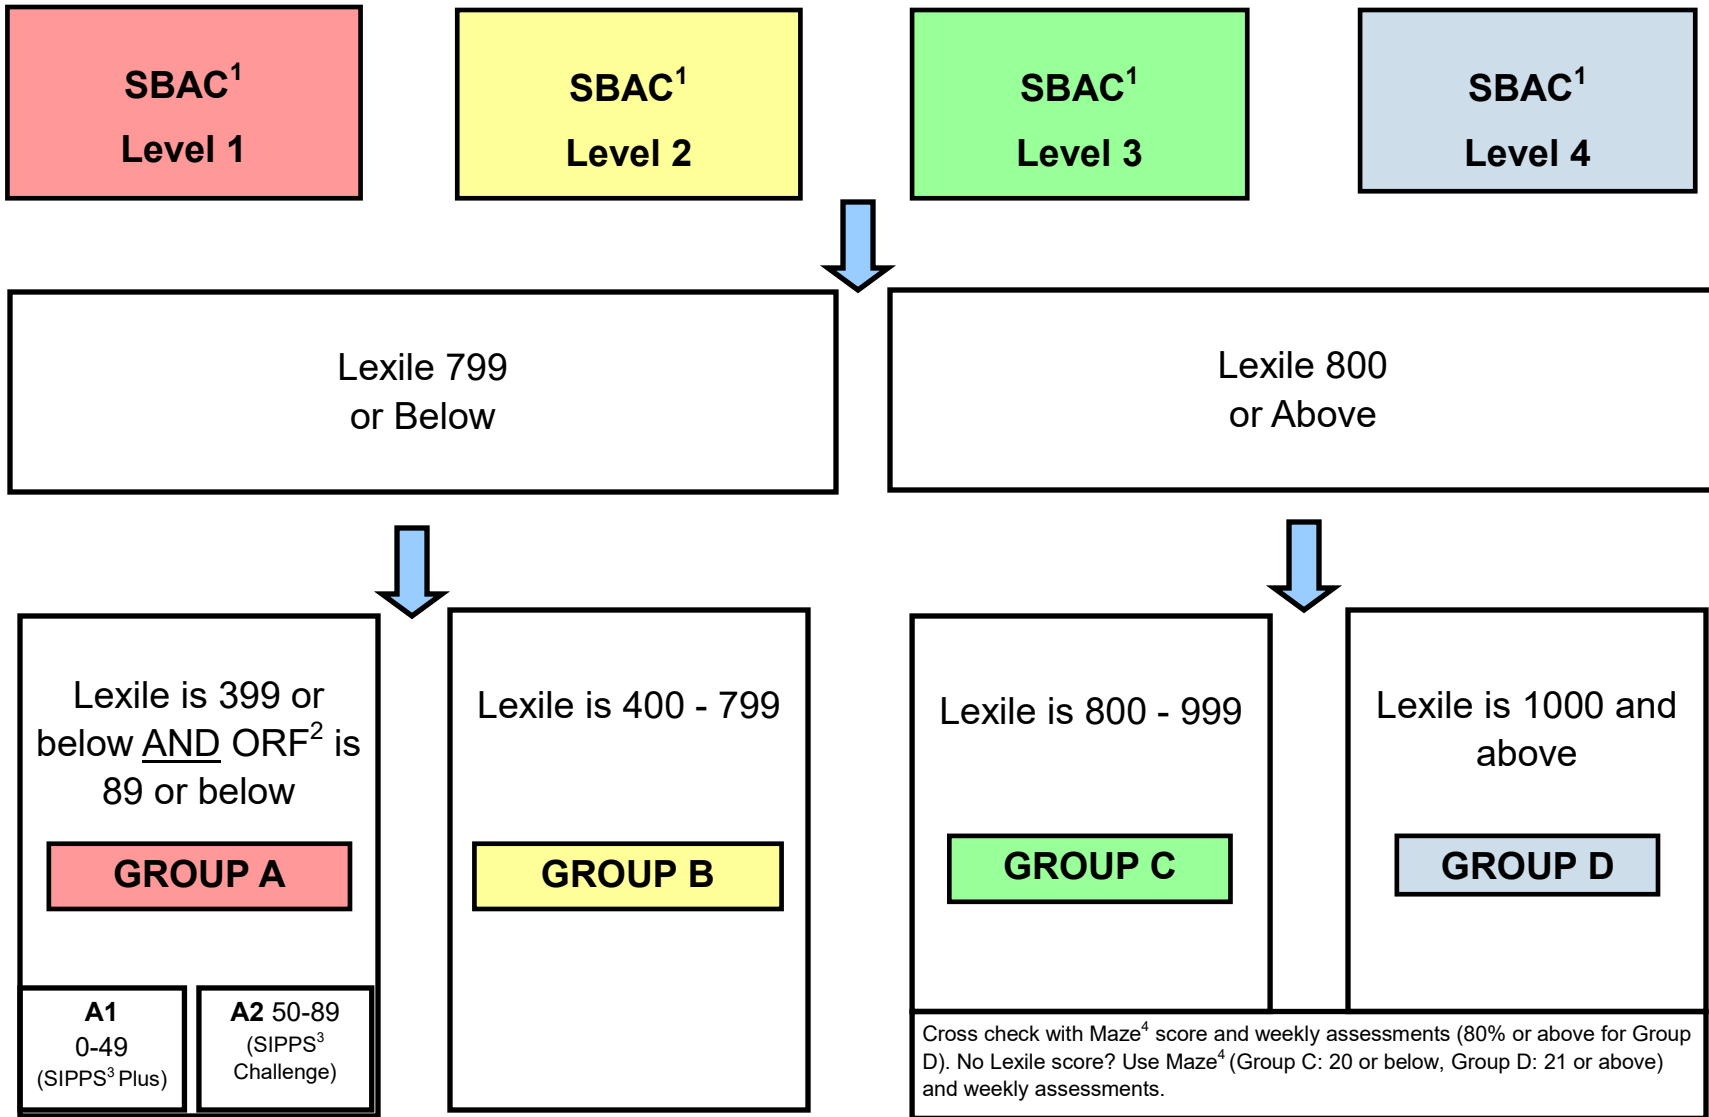 SBAC¹
Level 1
SBAC¹
Level 2
SBAC¹
Level 3
SBAC¹
Level 4
Lexile 799
or Below
Lexile 800
or Above
Lexile is 399 or
below AND ORF² is
89 or below
GROUP A
A1
0-49
(SIPPS³ Plus)
A2 50-89
(SIPPS³
Challenge)
Lexile is 400 - 799
GROUP B
Lexile is 800 - 999
GROUP C
Lexile is 1000 and
above
GROUP D
Cross check with Maze⁴ score and weekly assessments (80% or above for Group
D). No Lexile score? Use Maze⁴ (Group C: 20 or below, Group D: 21 or above)
and weekly assessments.